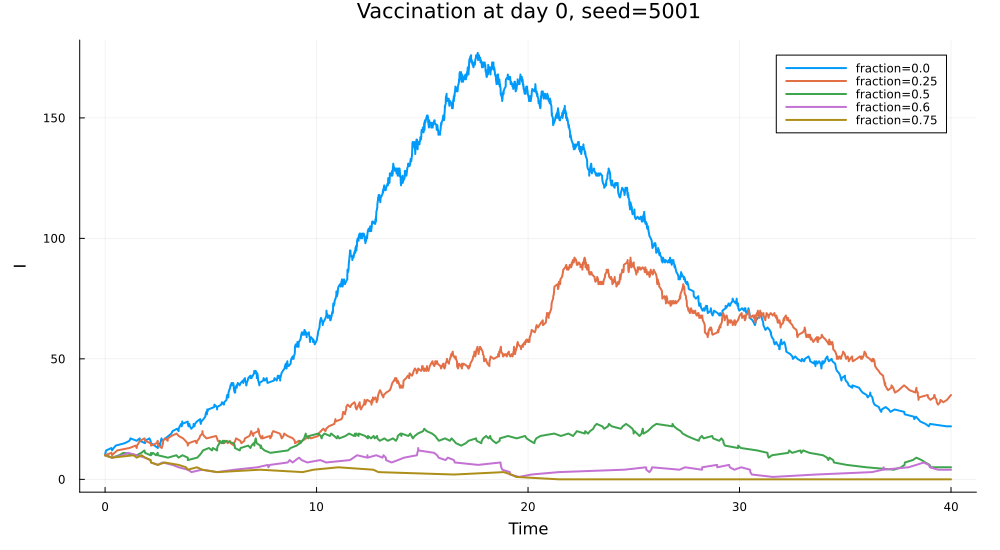 Vaccination at day 0, seed=5001
fraction=0.0
fraction=0.25
fraction=0.5
fraction=0.6
fraction=0.75
150
100
50
0
I
0 10 20 30 40
Time